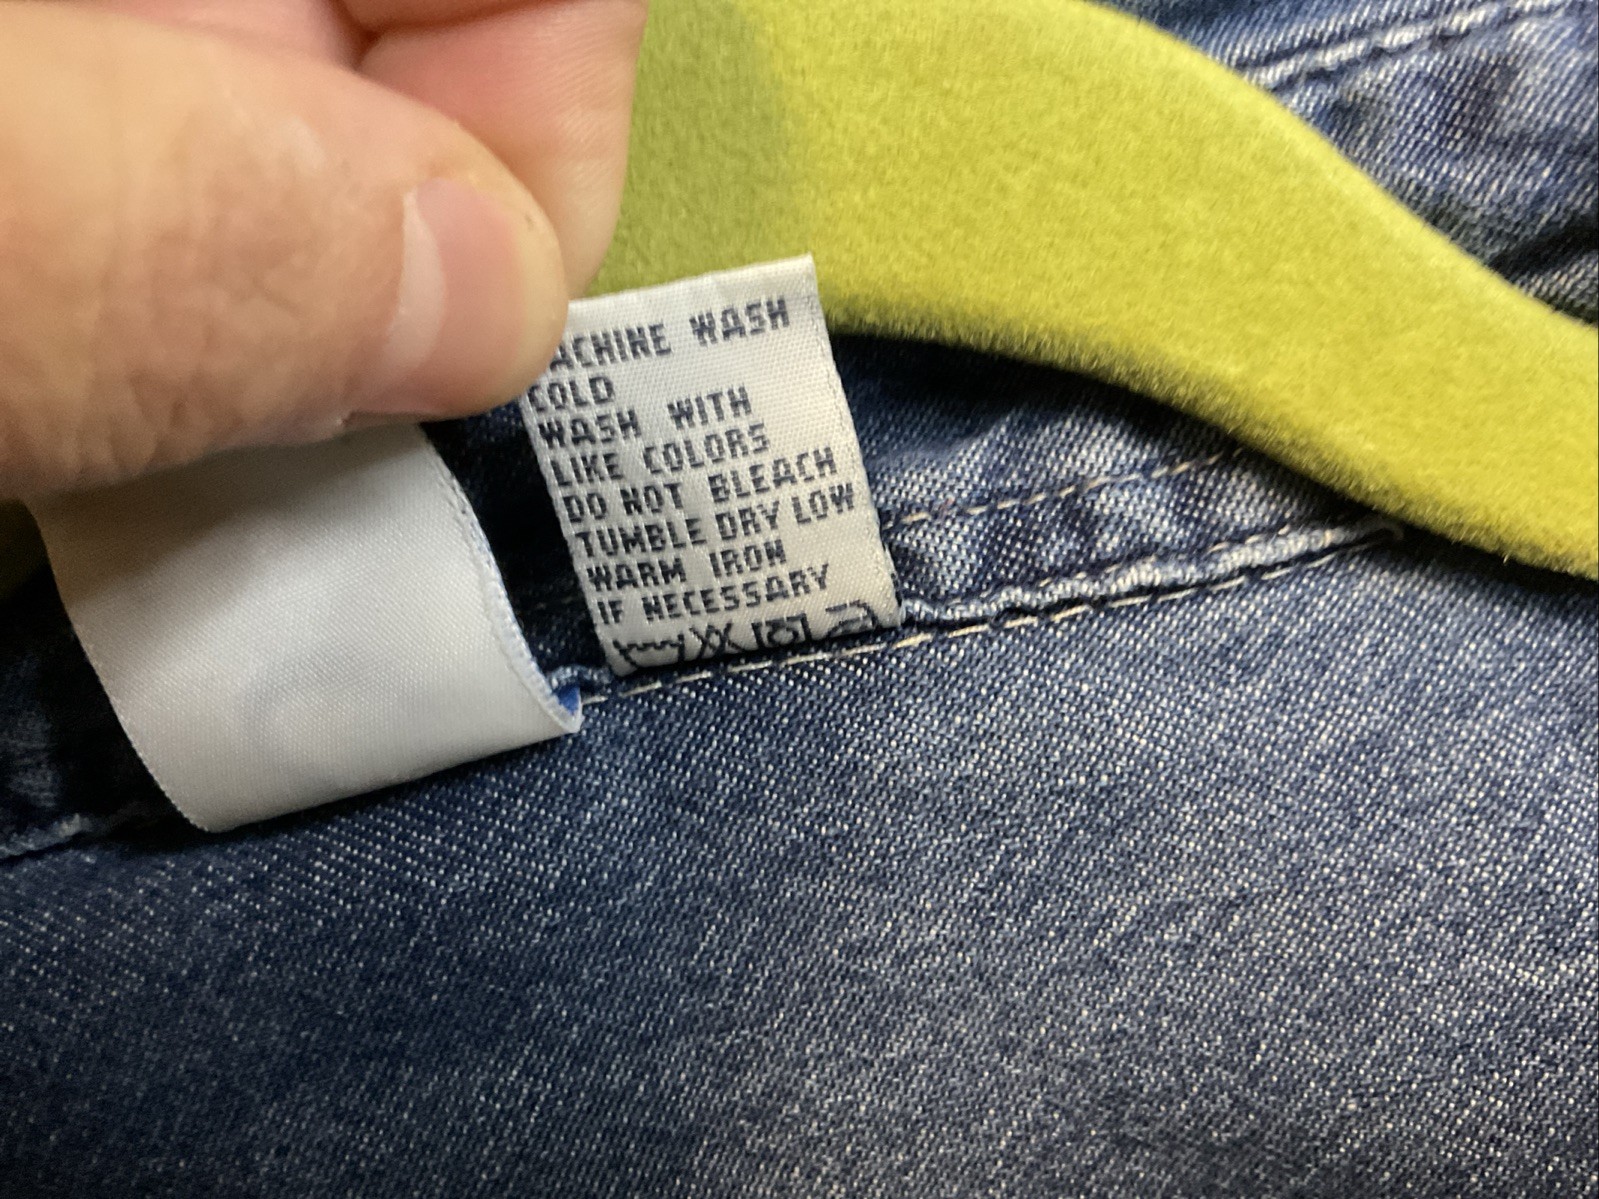 ACHINE WASH
COLD
WASH WITH
LIKE COLORS
DO NOT BLEACH
TUMBLE DRY LOW
WARM IRON
IF NECESSARY